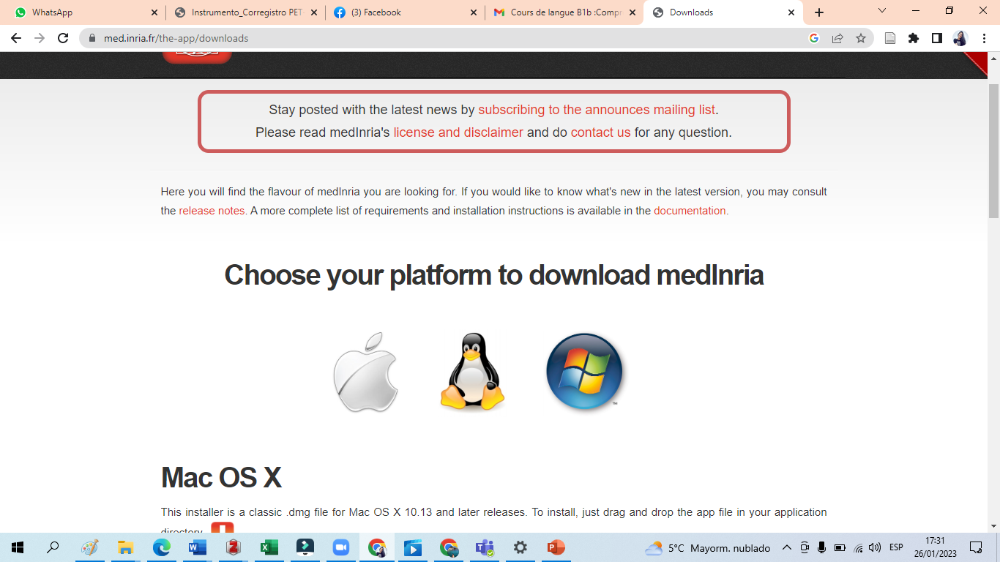 WhatsApp
Instrumento_Corregistro PET-
(3) Facebook
Cours de langue B1b :Compr
Downloads
med.inria.fr/the-app/downloads
Stay posted with the latest news by subscribing to the announces mailing list.
Please read medInria's license and disclaimer and do contact us for any question.
Here you will find the flavour of medInria you are looking for. If you would like to know what's new in the latest version, you may consult
the release notes. A more complete list of requirements and installation instructions is available in the documentation.
Choose your platform to download medInria
TM
Mac OS X
This installer is a classic .dmg file for Mac OS X 10.13 and later releases. To install, just drag and drop the app file in your application
directory.
5°C Mayorm. nublado
ESP
17:31
26/01/2023